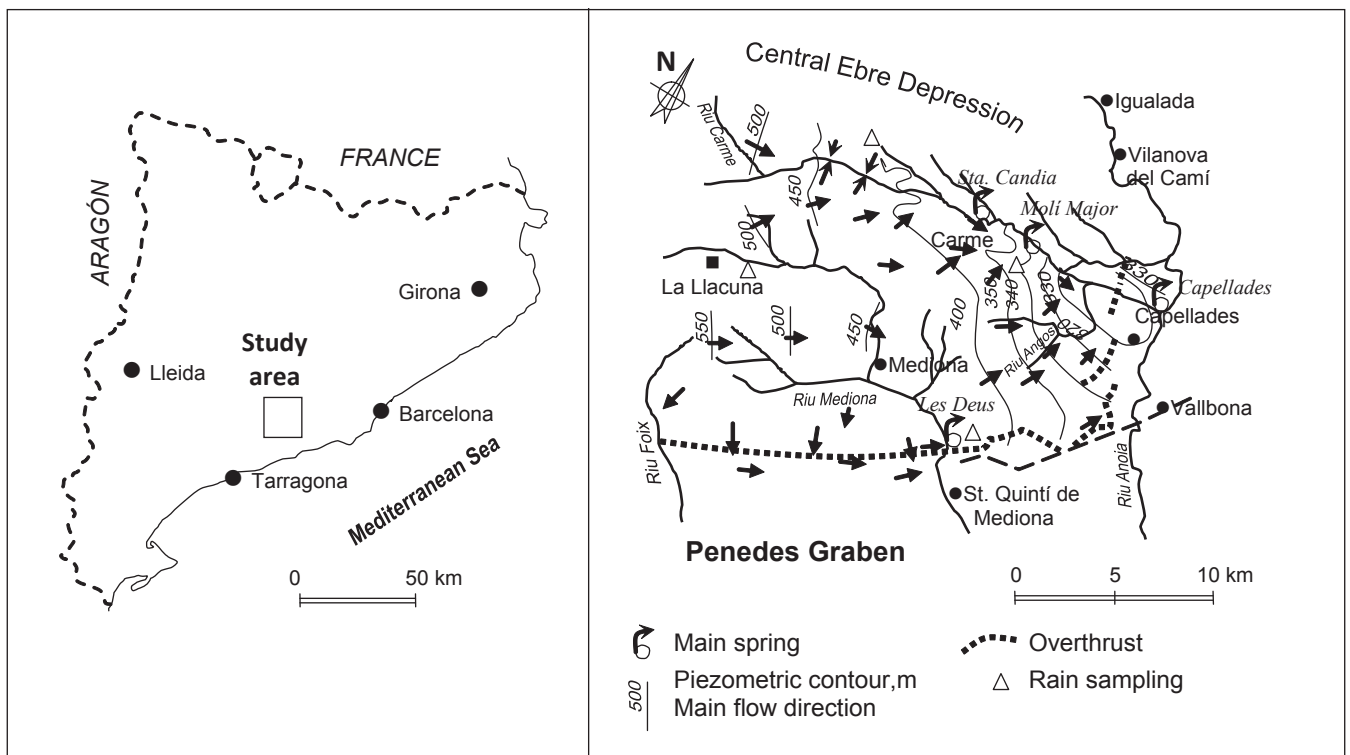 FRANCE
ARAGÓN
Girona
Study
area
Lleida
Barcelona
Tarragona
Mediterranean Sea
0 50 km
N
Central Ebre Depression
Igualada
Riu Carme
500
Vilanova
del Camí
450
Sta. Candia
Molí Major
500
Carme
La Llacuna
350
340
330
330
Capellades
Capellades
400
550
500
450
320
Riu Angosi
Mediona
Riu Mediona
Les Deus
Vallbona
Riu Foix
Riu Anoia
St. Quintí de
Mediona
Penedes Graben
0 5 10 km
Main spring
Overthrust
500
Piezometric contour,m
Rain sampling
Main flow direction